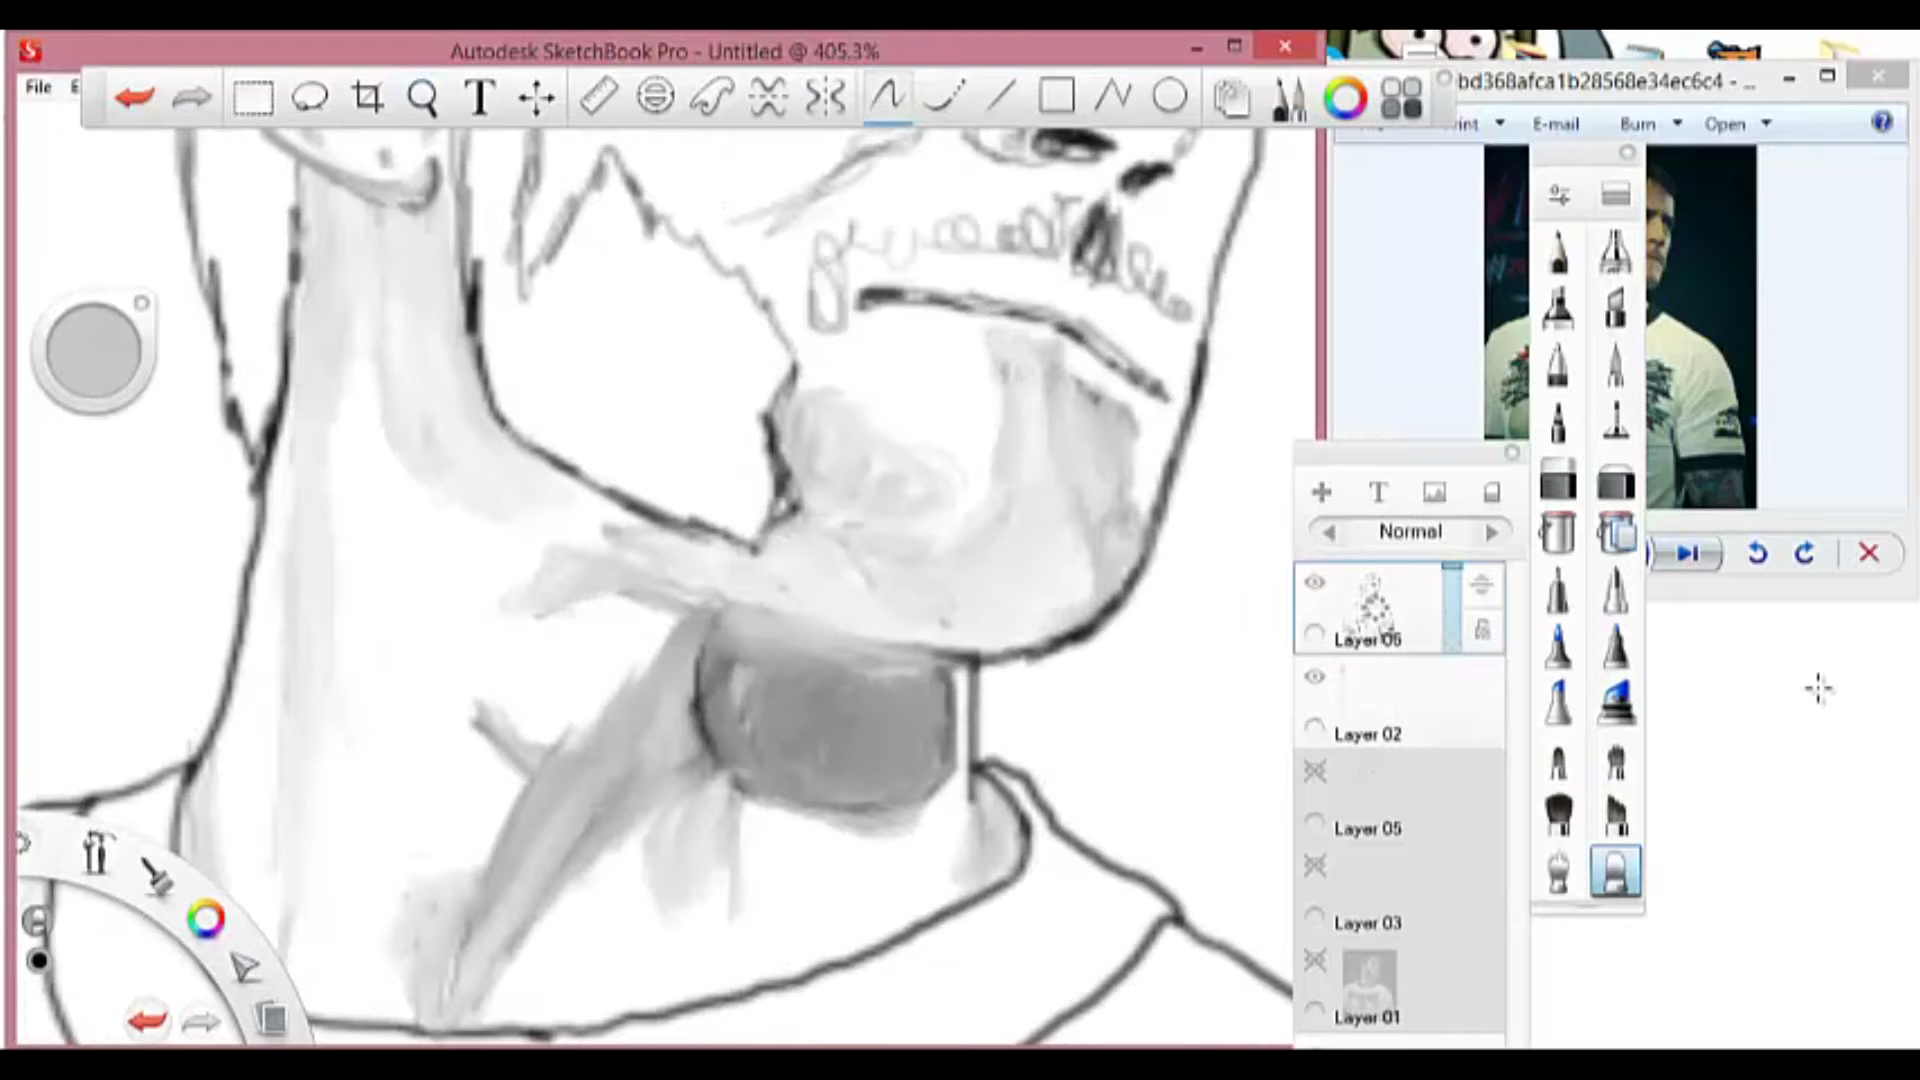 Autodesk SketchBook Pro - Untitled @ 405.3%
File
T
bd368afca1b28568e34ec6c4 - ...
E-mail
Burn
Open
T
Normal
Layer 06
Layer 02
Layer 05
Layer 03
Layer 01